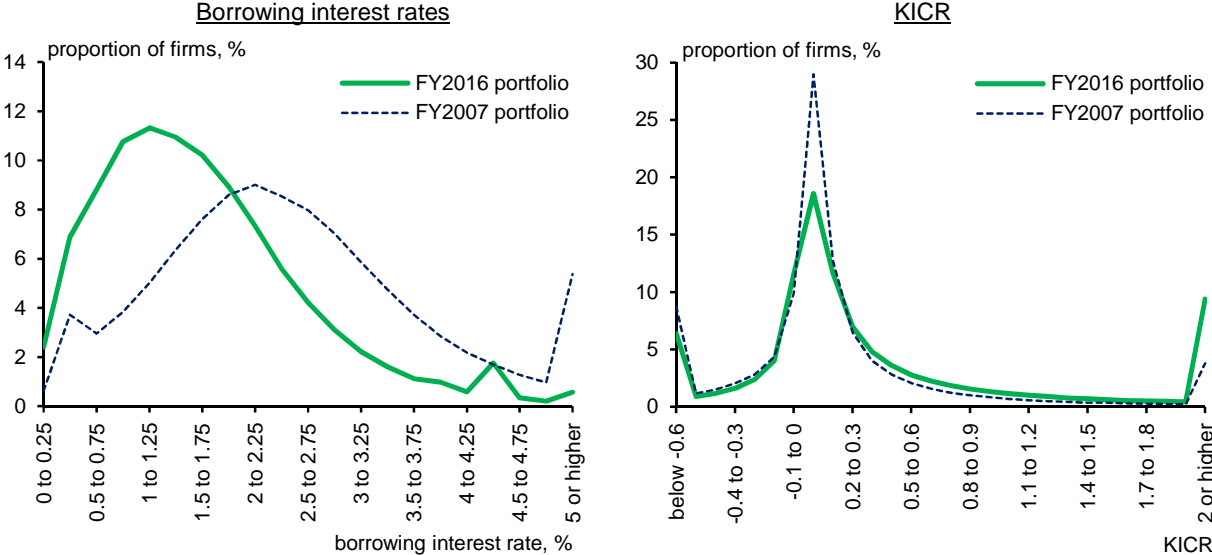 Borrowing interest rates
proportion of firms, %
14
12
10
8
6
4
2
0
FY2016 portfolio
FY2007 portfolio
0 to 0.25
0.5 to 0.75
1 to 1.25
1.5 to 1.75
2 to 2.25
2.5 to 2.75
3 to 3.25
3.5 to 3.75
4 to 4.25
4.5 to 4.75
5 or higher
borrowing interest rate, %
KICR
proportion of firms, %
30
25
20
15
10
5
0
FY2016 portfolio
FY2007 portfolio
below -0.6
-0.4 to -0.3
-0.1 to 0
0.2 to 0.3
0.5 to 0.6
0.8 to 0.9
1.1 to 1.2
1.4 to 1.5
1.7 to 1.8
2 or higher
KICR